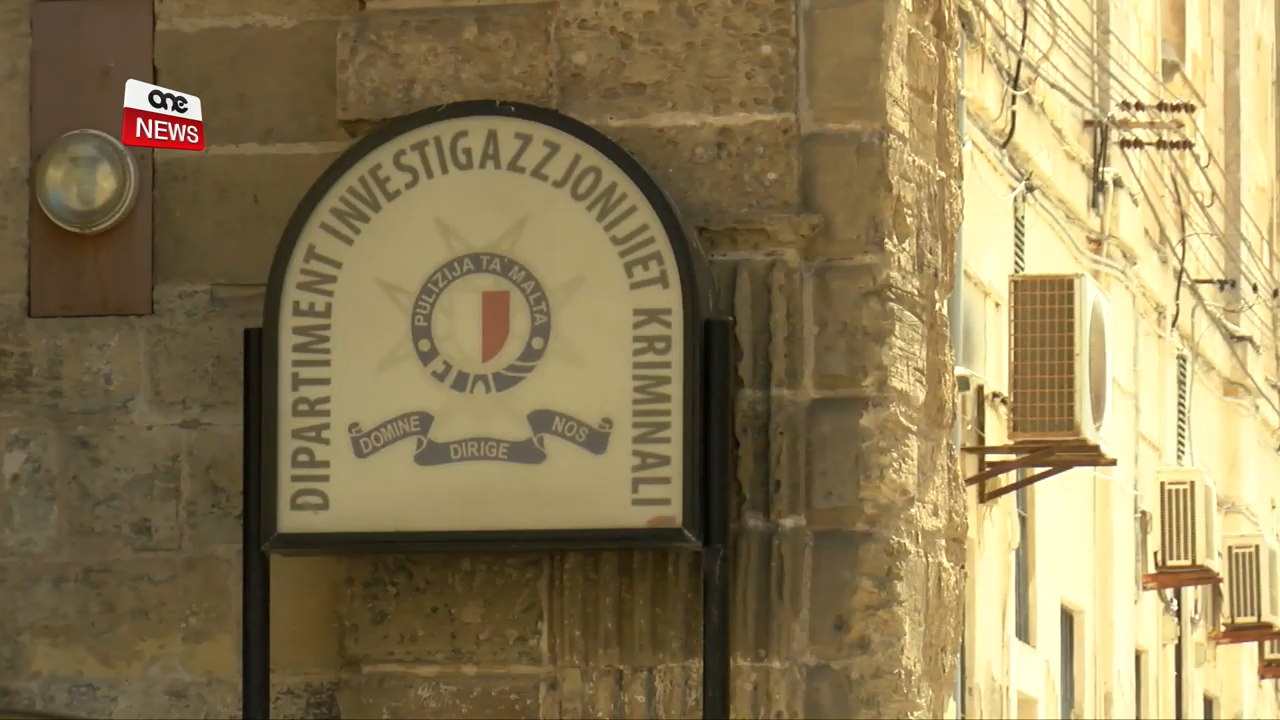 one
NEWS
DIPARTIMENT INVESTIGAZZJONIJIET KRIMINALI
PULIZIJA TA' MALTA
DOMINE DIRIGE NOS